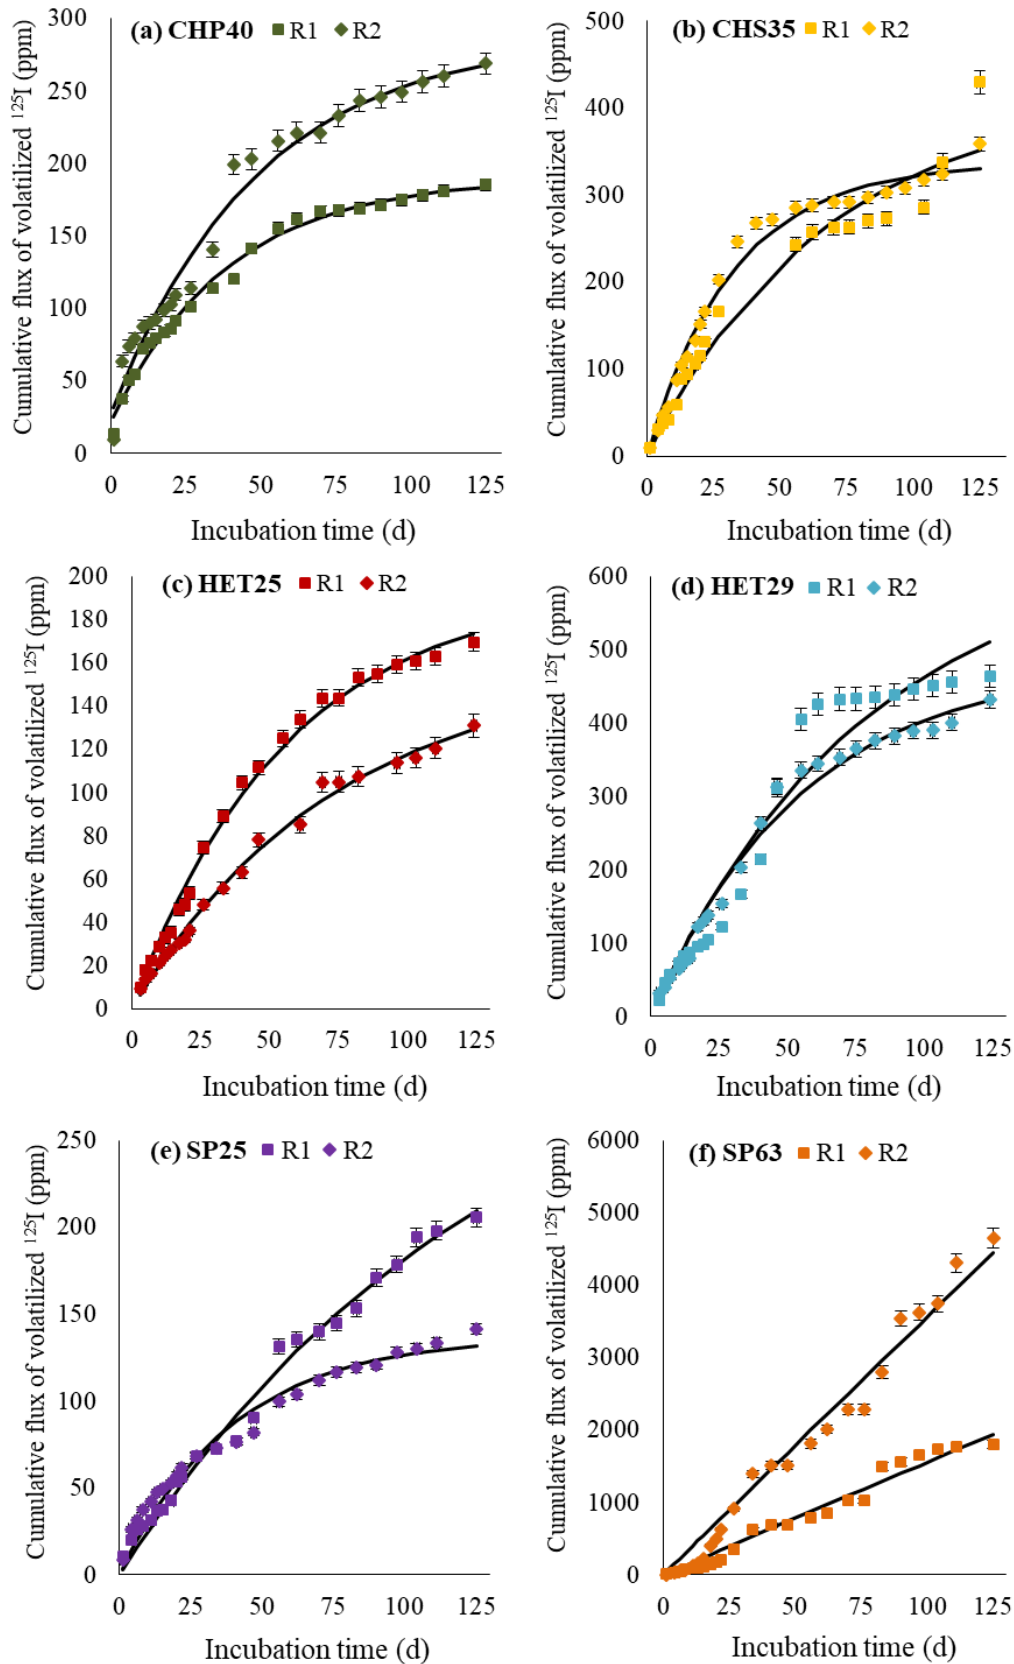 (a) CHP40 R1 R2
Cumulative flux of volatilized ¹²⁵I (ppm)
300
250
200
150
100
50
0
0 25 50 75 100 125
Incubation time (d)
(b) CHS35 R1 R2
Cumulative flux of volatilized ¹²⁵I (ppm)
500
400
300
200
100
0
0 25 50 75 100 125
Incubation time (d)
(c) HET25 R1 R2
Cumulative flux of volatilized ¹²⁵I (ppm)
200
180
160
140
120
100
80
60
40
20
0
0 25 50 75 100 125
Incubation time (d)
(d) HET29 R1 R2
Cumulative flux of volatilized ¹²⁵I (ppm)
600
500
400
300
200
100
0
0 25 50 75 100 125
Incubation time (d)
(e) SP25 R1 R2
Cumulative flux of volatilized ¹²⁵I (ppm)
250
200
150
100
50
0
0 25 50 75 100 125
Incubation time (d)
(f) SP63 R1 R2
Cumulative flux of volatilized ¹²⁵I (ppm)
6000
5000
4000
3000
2000
1000
0
0 25 50 75 100 125
Incubation time (d)